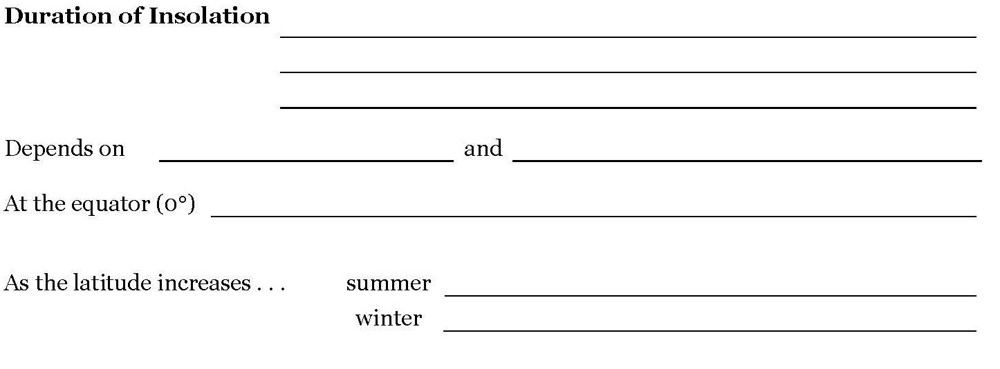 Duration of Insolation
Depends on and
At the equator (0°)
As the latitude increases . . . summer
winter